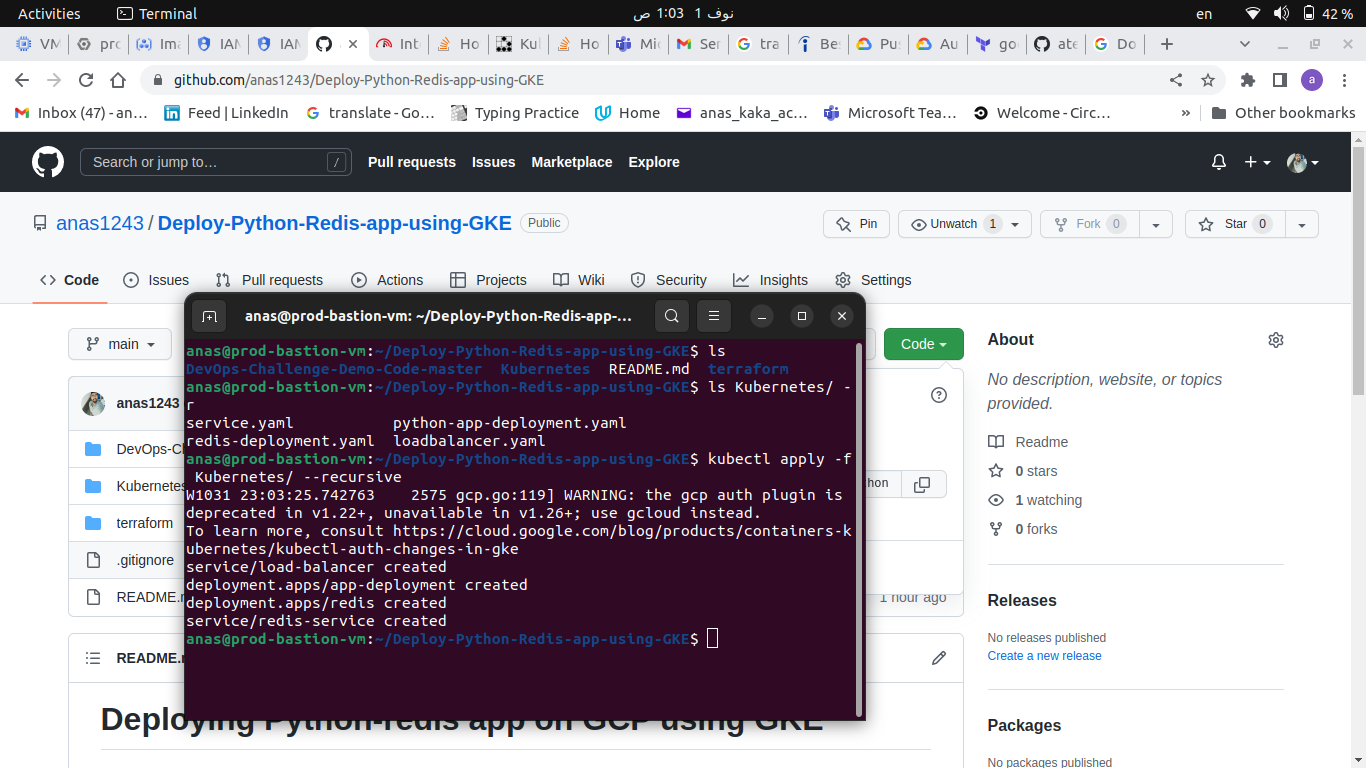 Activities Terminal نوف 1 1:03 ص en 42 %
VM pro Ima IAN IAN a Int Ho Kul Ho Mic Ser tra Bes Pus Au goo ate Do
github.com/anas1243/Deploy-Python-Redis-app-using-GKE a
Inbox (47) - an… Feed | LinkedIn translate - Go… Typing Practice Home anas_kaka_ac… Microsoft Tea… Welcome - Circ… » Other bookmarks
Search or jump to… / Pull requests Issues Marketplace Explore
anas1243 / Deploy-Python-Redis-app-using-GKE Public Pin Unwatch 1 Fork 0 Star 0
Code Issues Pull requests Actions Projects Wiki Security Insights Settings
anas@prod-bastion-vm: ~/Deploy-Python-Redis-app-…
main Code
anas@prod-bastion-vm:~/Deploy-Python-Redis-app-using-GKE$ ls
DevOps-Challenge-Demo-Code-master Kubernetes README.md terraform
anas@prod-bastion-vm:~/Deploy-Python-Redis-app-using-GKE$ ls Kubernetes/ -
r
service.yaml python-app-deployment.yaml
redis-deployment.yaml loadbalancer.yaml
anas@prod-bastion-vm:~/Deploy-Python-Redis-app-using-GKE$ kubectl apply -f
Kubernetes/ --recursive
W1031 23:03:25.742763 2575 gcp.go:119] WARNING: the gcp auth plugin is
deprecated in v1.22+, unavailable in v1.26+; use gcloud instead.
To learn more, consult https://cloud.google.com/blog/products/containers-k
ubernetes/kubectl-auth-changes-in-gke
service/load-balancer created
deployment.apps/app-deployment created
deployment.apps/redis created
service/redis-service created
anas@prod-bastion-vm:~/Deploy-Python-Redis-app-using-GKE$
anas1243
DevOps-Ch
Kubernetes
hon
terraform
.gitignore
README.m
1 hour ago
README.m
Deploying Python-redis app on GCP using GKE
About
No description, website, or topics
provided.
Readme
0 stars
1 watching
0 forks
Releases
No releases published
Create a new release
Packages
No packages published